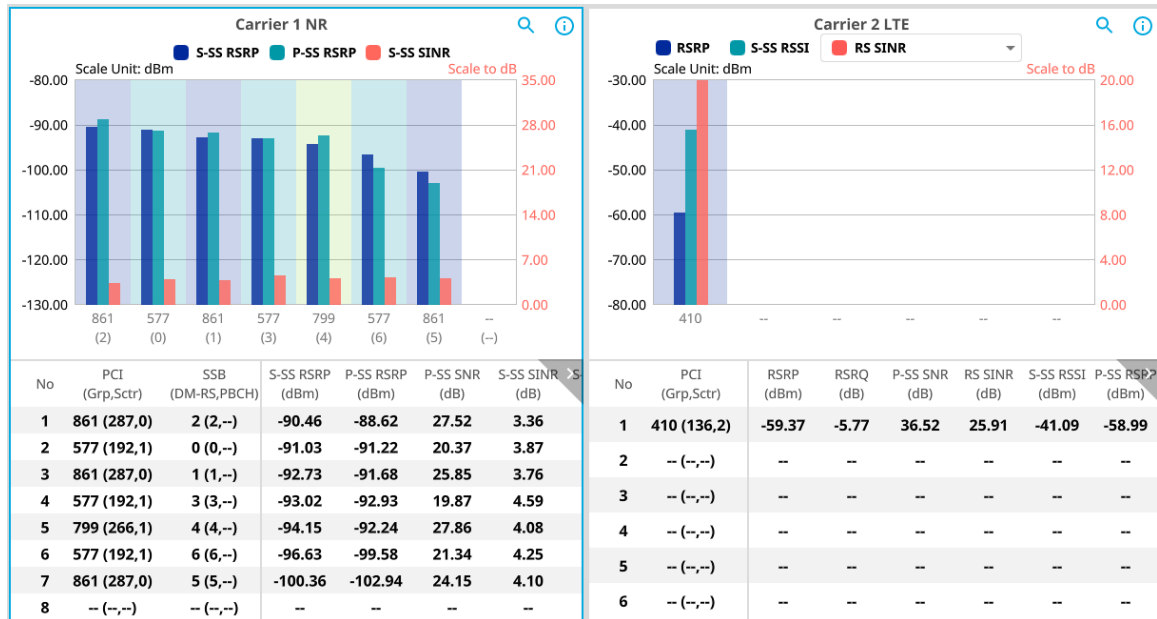 Carrier 1 NR
S-SS RSRP P-SS RSRP S-SS SINR
Scale Unit: dBm Scale to dB
-80.00 35.00
-90.00 28.00
-100.00 21.00
-110.00 14.00
-120.00 7.00
-130.00 0.00
861 577 861 577 799 577 861 --
(2) (0) (1) (3) (4) (6) (5) (--)
No PCI (Grp,Sctr) SSB (DM-RS,PBCH) S-SS RSRP (dBm) P-SS RSRP (dBm) P-SS SNR (dB) S-SS SINR (dB) S-
1 861 (287,0) 2 (2,--) -90.46 -88.62 27.52 3.36
2 577 (192,1) 0 (0,--) -91.03 -91.22 20.37 3.87
3 861 (287,0) 1 (1,--) -92.73 -91.68 25.85 3.76
4 577 (192,1) 3 (3,--) -93.02 -92.93 19.87 4.59
5 799 (266,1) 4 (4,--) -94.15 -92.24 27.86 4.08
6 577 (192,1) 6 (6,--) -96.63 -99.58 21.34 4.25
7 861 (287,0) 5 (5,--) -100.36 -102.94 24.15 4.10
8 -- (--,--) -- (--,--) -- -- -- --
Carrier 2 LTE
RSRP S-SS RSSI RS SINR
Scale Unit: dBm Scale to dB
-30.00 20.00
-40.00 16.00
-50.00 12.00
-60.00 8.00
-70.00 4.00
-80.00 0.00
410 -- -- -- -- --
No PCI (Grp,Sctr) RSRP (dBm) RSRQ (dB) P-SS SNR (dB) RS SINR (dB) S-SS RSSI (dBm) P-SS RSRP (dBm)
1 410 (136,2) -59.37 -5.77 36.52 25.91 -41.09 -58.99
2 -- (--,--) -- -- -- -- -- --
3 -- (--,--) -- -- -- -- -- --
4 -- (--,--) -- -- -- -- -- --
5 -- (--,--) -- -- -- -- -- --
6 -- (--,--) -- -- -- -- -- --